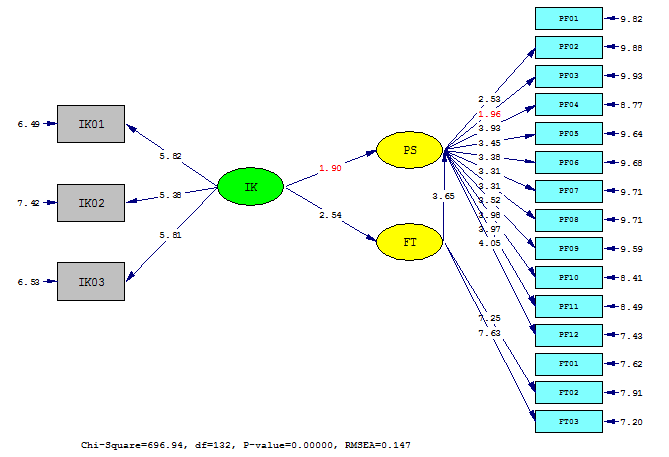 PF01 9.82
PF02 9.88
PF03 9.93
2.53
1.96
PF04 8.77
6.49 IK01
3.93
PF05 9.64
3.45
5.82
PS
3.38
PF06 9.68
1.90
3.31
IK
3.31
PF07 9.71
5.38
3.65
3.52
7.42 IK02
2.54
3.98
PF08 9.71
3.97
5.81
FT
4.05
PF09 9.59
6.53 IK03
PF10 8.41
PF11 8.49
7.25
7.63
PF12 7.43
FT01 7.62
FT02 7.91
FT03 7.20
Chi-Square=696.94, df=132, P-value=0.00000, RMSEA=0.147